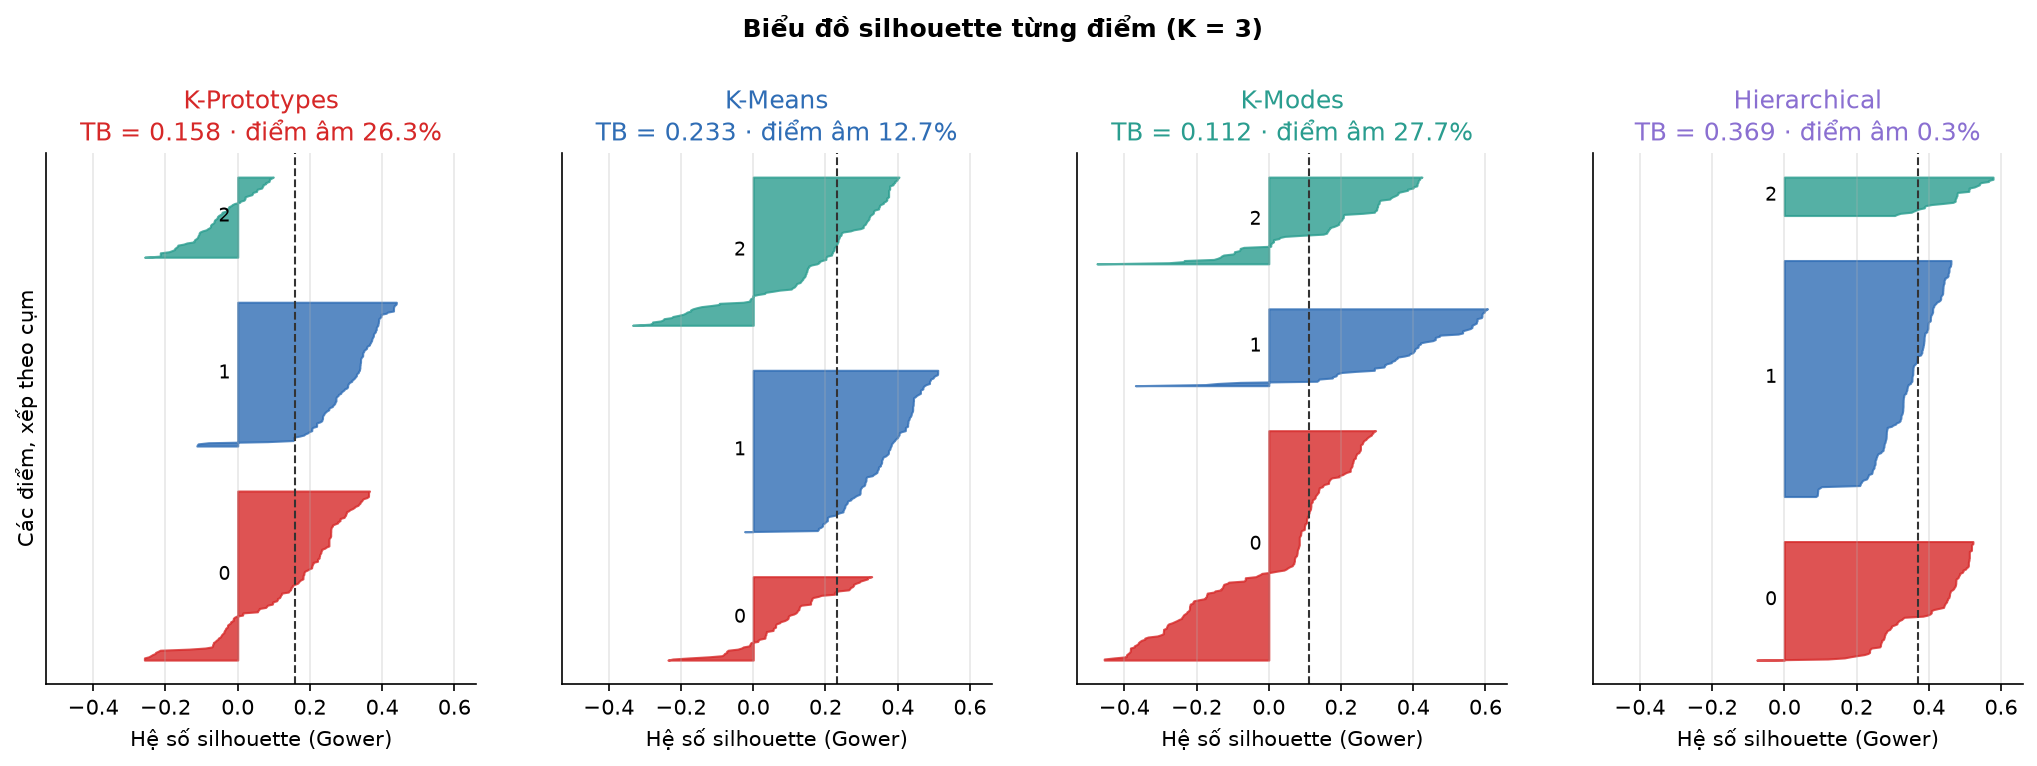 Biểu đồ silhouette từng điểm (K = 3)
K-Prototypes
TB = 0.158 · điểm âm 26.3%
Các điểm, xếp theo cụm
2
1
0
−0.4 −0.2 0.0 0.2 0.4 0.6
Hệ số silhouette (Gower)
K-Means
TB = 0.233 · điểm âm 12.7%
2
1
0
−0.4 −0.2 0.0 0.2 0.4 0.6
Hệ số silhouette (Gower)
K-Modes
TB = 0.112 · điểm âm 27.7%
2
1
0
−0.4 −0.2 0.0 0.2 0.4 0.6
Hệ số silhouette (Gower)
Hierarchical
TB = 0.369 · điểm âm 0.3%
2
1
0
−0.4 −0.2 0.0 0.2 0.4 0.6
Hệ số silhouette (Gower)